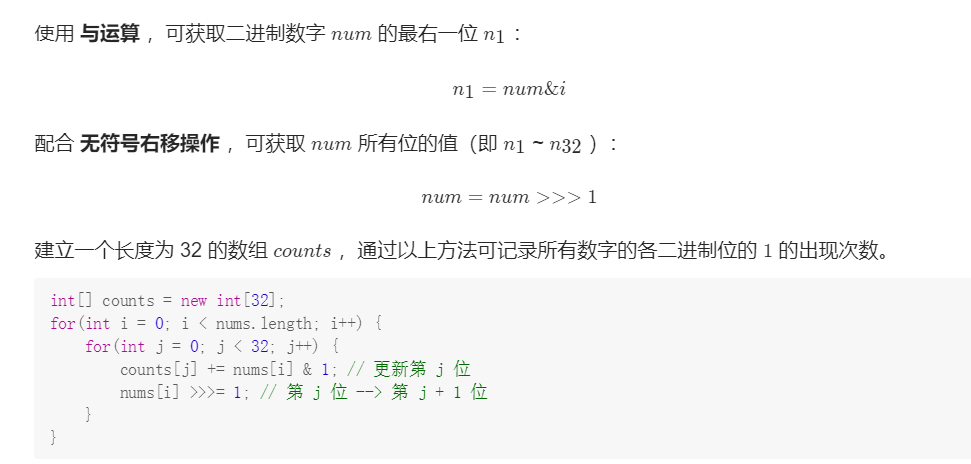 使用 与运算 ，可获取二进制数字 num 的最右一位 n1 ：
n1 = num&i
配合 无符号右移操作 ，可获取 num 所有位的值（即 n1 ~ n32 ）：
num = num >>> 1
建立一个长度为 32 的数组 counts ，通过以上方法可记录所有数字的各二进制位的 1 的出现次数。
int[] counts = new int[32];
for(int i = 0; i < nums.length; i++) {
    for(int j = 0; j < 32; j++) {
        counts[j] += nums[i] & 1; // 更新第 j 位
        nums[i] >>>= 1; // 第 j 位 --> 第 j + 1 位
    }
}